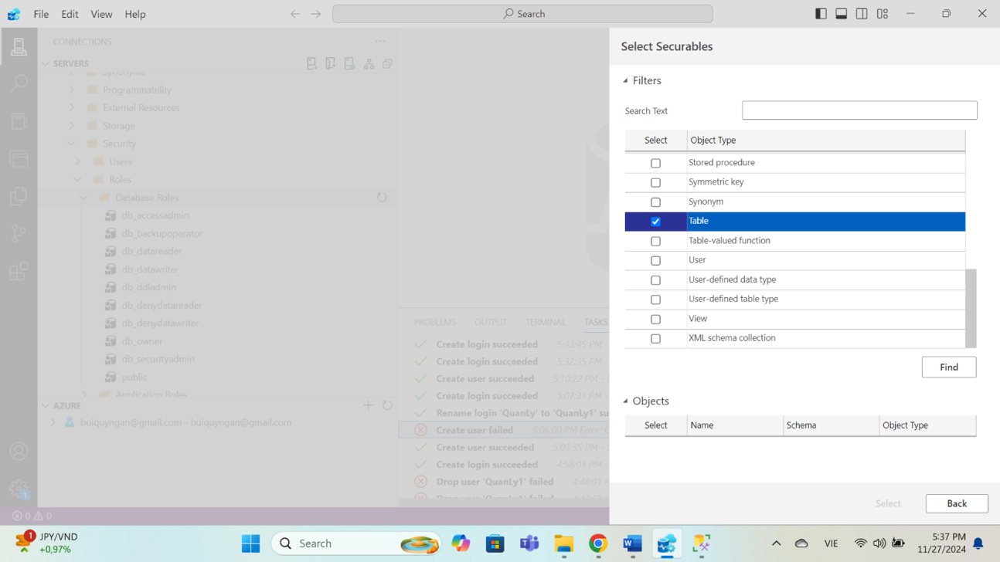 File Edit View Help
Search
CONNECTIONS
SERVERS
Synonyms
Programmability
External Resources
Storage
Security
Users
Roles
Database Roles
db_accessadmin
db_backupoperator
db_datareader
db_datawriter
db_ddladmin
db_denydatareader
db_denydatawriter
db_owner
db_securityadmin
public
Application Roles
AZURE
buiquyngan@gmail.com - buiquyngan@gmail.com
PROBLEMS OUTPUT TERMINAL TASKS
Create login succeeded 5:33:45 PM -
Create login succeeded 5:32:35 PM -
Create user succeeded 5:10:22 PM -
Create login succeeded 5:07:31 PM -
Rename login 'QuanLy' to 'QuanLy1' su
Create user failed 5:06:00 PM Error:
Create user succeeded 5:03:55 PM -
Create login succeeded 4:58:01 PM -
Drop user 'QuanLy1' failed 4:48:01
Drop user 'QuanLy1' failed
0 0
Select Securables
Filters
Search Text
Select Object Type
Stored procedure
Symmetric key
Synonym
Table
Table-valued function
User
User-defined data type
User-defined table type
View
XML schema collection
Find
Objects
Select Name Schema Object Type
Select Back
1
1
JPY/VND
+0,97%
Search
VIE
5:37 PM
11/27/2024